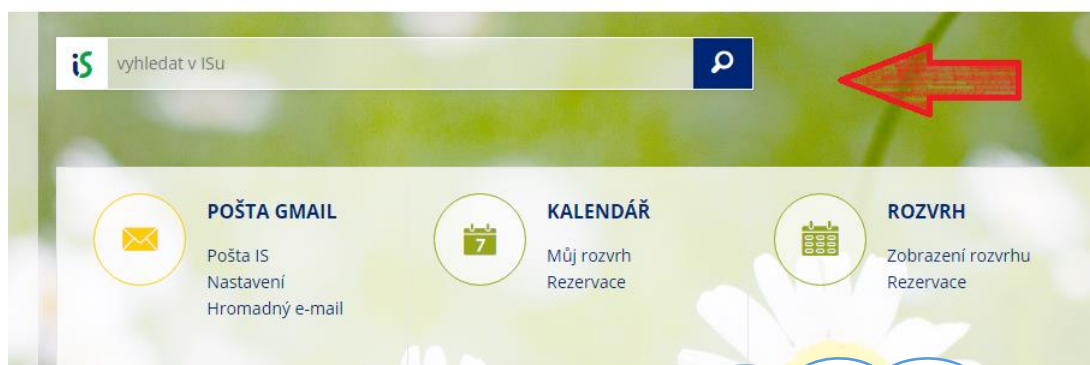 iS vyhledat v ISu
POŠTA GMAIL
Pošta IS
Nastavení
Hromadný e-mail
7
KALENDÁŘ
Můj rozvrh
Rezervace
ROZVRH
Zobrazení rozvrhu
Rezervace